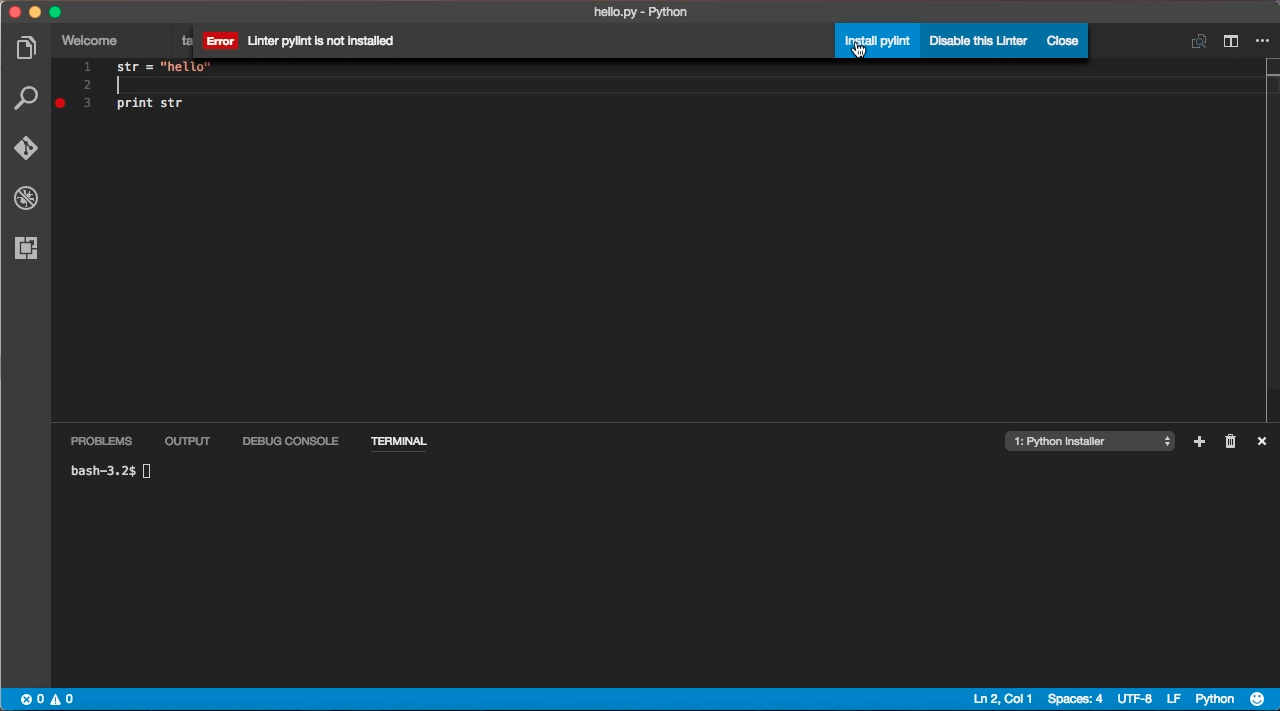 hello.py - Python
Welcome
ta
Error Linter pylint is not installed
Install pylint Disable this Linter Close
1 str = "hello"
2
3 print str
PROBLEMS OUTPUT DEBUG CONSOLE TERMINAL
1: Python Installer
bash-3.2$
0 0
Ln 2, Col 1 Spaces: 4 UTF-8 LF Python